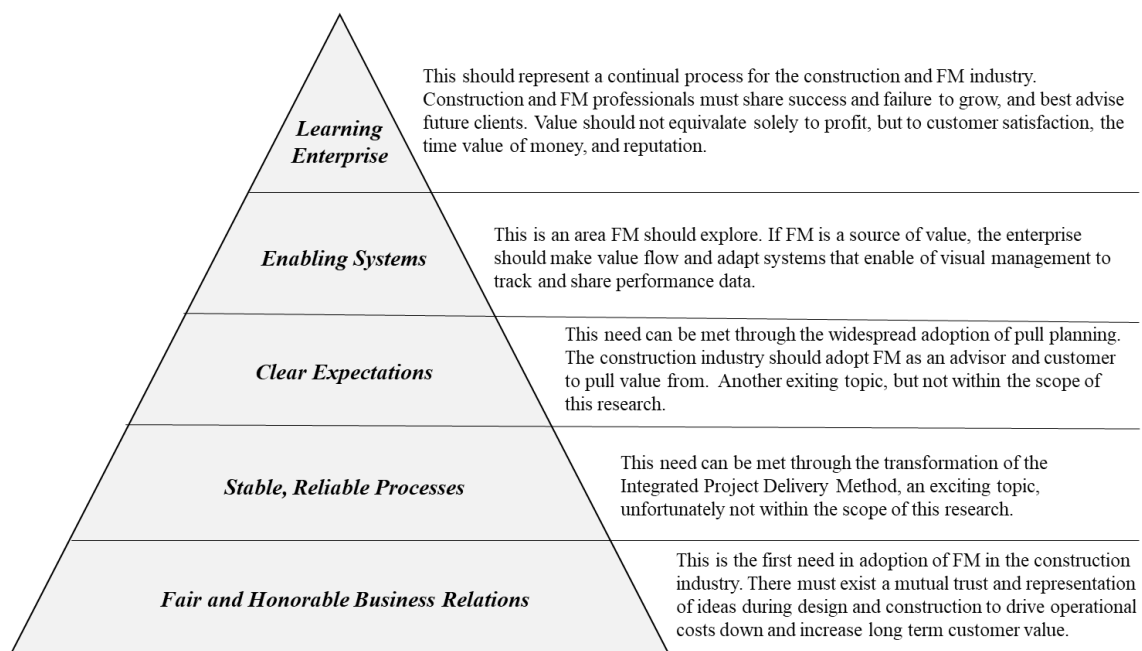 Learning
Enterprise
This should represent a continual process for the construction and FM industry.
Construction and FM professionals must share success and failure to grow, and best advise
future clients. Value should not equivalate solely to profit, but to customer satisfaction, the
time value of money, and reputation.
Enabling Systems
This is an area FM should explore. If FM is a source of value, the enterprise
should make value flow and adapt systems that enable of visual management to
track and share performance data.
Clear Expectations
This need can be met through the widespread adoption of pull planning.
The construction industry should adopt FM as an advisor and customer
to pull value from.  Another exiting topic, but not within the scope of
this research.
Stable, Reliable Processes
This need can be met through the transformation of the
Integrated Project Delivery Method, an exciting topic,
unfortunately not within the scope of this research.
Fair and Honorable Business Relations
This is the first need in adoption of FM in the construction
industry. There must exist a mutual trust and representation
of ideas during design and construction to drive operational
costs down and increase long term customer value.